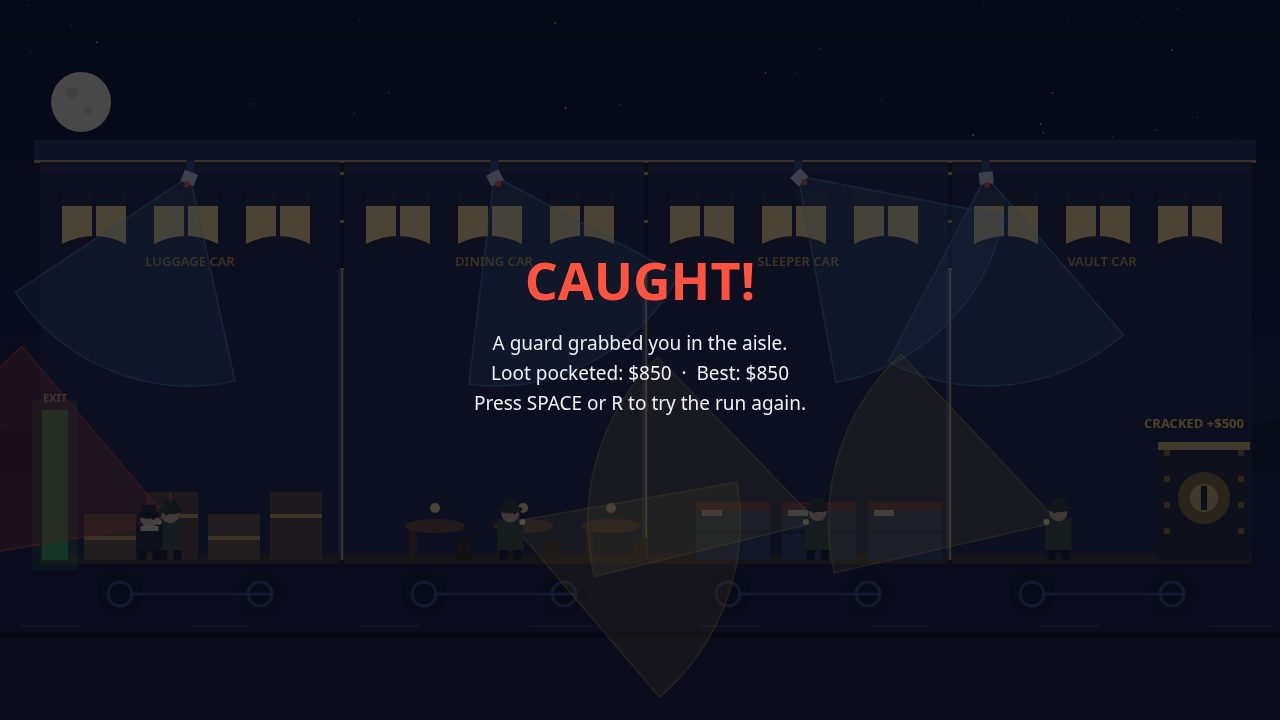 LUGGAGE CAR
DINING CAR
SLEEPER CAR
VAULT CAR
CAUGHT!
A guard grabbed you in the aisle.
Loot pocketed: $850 · Best: $850
Press SPACE or R to try the run again.
EXIT
CRACKED +$500